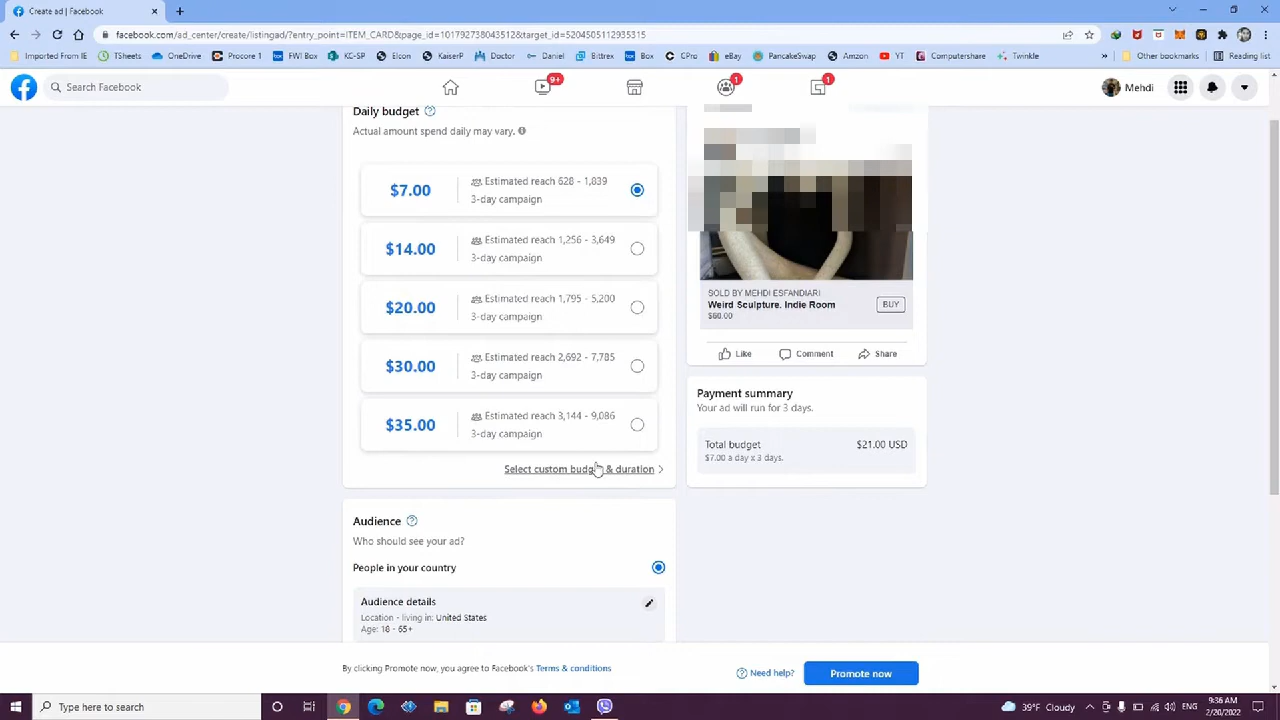 Create ad | Facebook
facebook.com/ad_center/create/listingad/?entry_point=ITEM_CARD&page_id=101792738043512&target_id=5204505112935315
Imported From IE TSheets OneDrive Procore 1 KC-SP Elcon KaiserP Doctor Daniel Bittrex Box CPro eBay PancakeSwap Amzon YT Computershare Twinkle Other bookmarks Reading list
Search Facebook 9+ 1 1 Mehdi
Daily budget
Actual amount spend daily may vary.
$7.00
Estimated reach 628 - 1,839
3-day campaign
$14.00
Estimated reach 1,256 - 3,649
3-day campaign
$20.00
Estimated reach 1,795 - 5,200
3-day campaign
$30.00
Estimated reach 2,692 - 7,785
3-day campaign
$35.00
Estimated reach 3,144 - 9,086
3-day campaign
Select custom budget & duration
Audience
Who should see your ad?
People in your country
Audience details
Location - living in: United States
Age: 18 - 65+
SOLD BY MEHDI ESFANDIARI
Weird Sculpture. Indie Room
$60.00
BUY
Like Comment Share
Payment summary
Your ad will run for 3 days.
Total budget $21.00 USD
$7.00 a day x 3 days.
By clicking Promote now, you agree to Facebook's Terms & conditions
Need help?
Promote now
Type here to search
39°F Cloudy
9:36 AM
2/20/2022